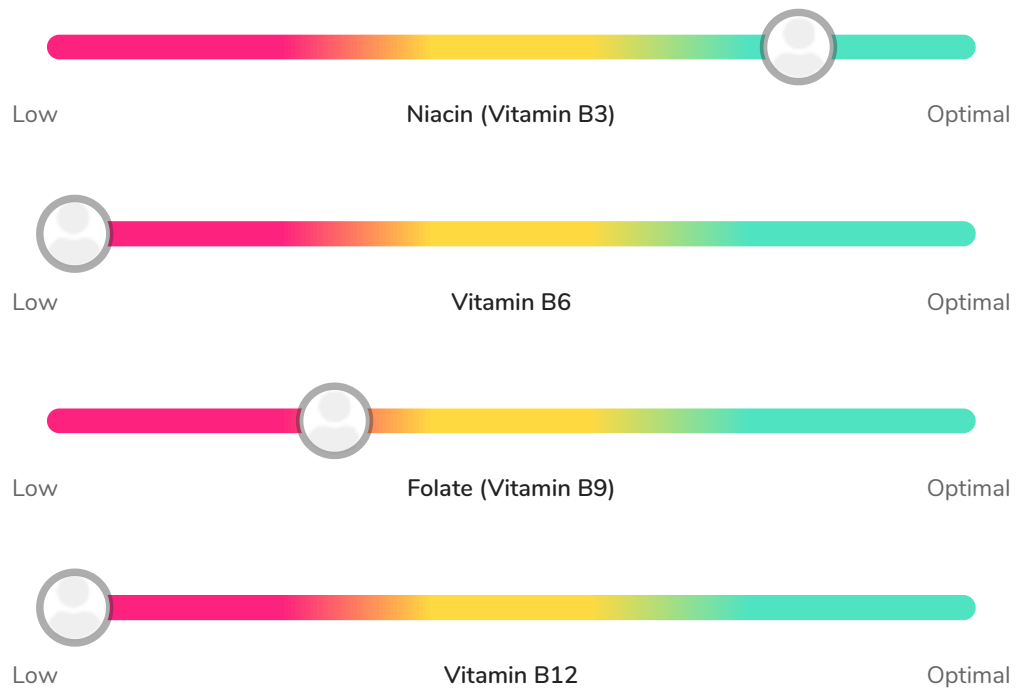 Low Niacin (Vitamin B3) Optimal
Low Vitamin B6 Optimal
Low Folate (Vitamin B9) Optimal
Low Vitamin B12 Optimal